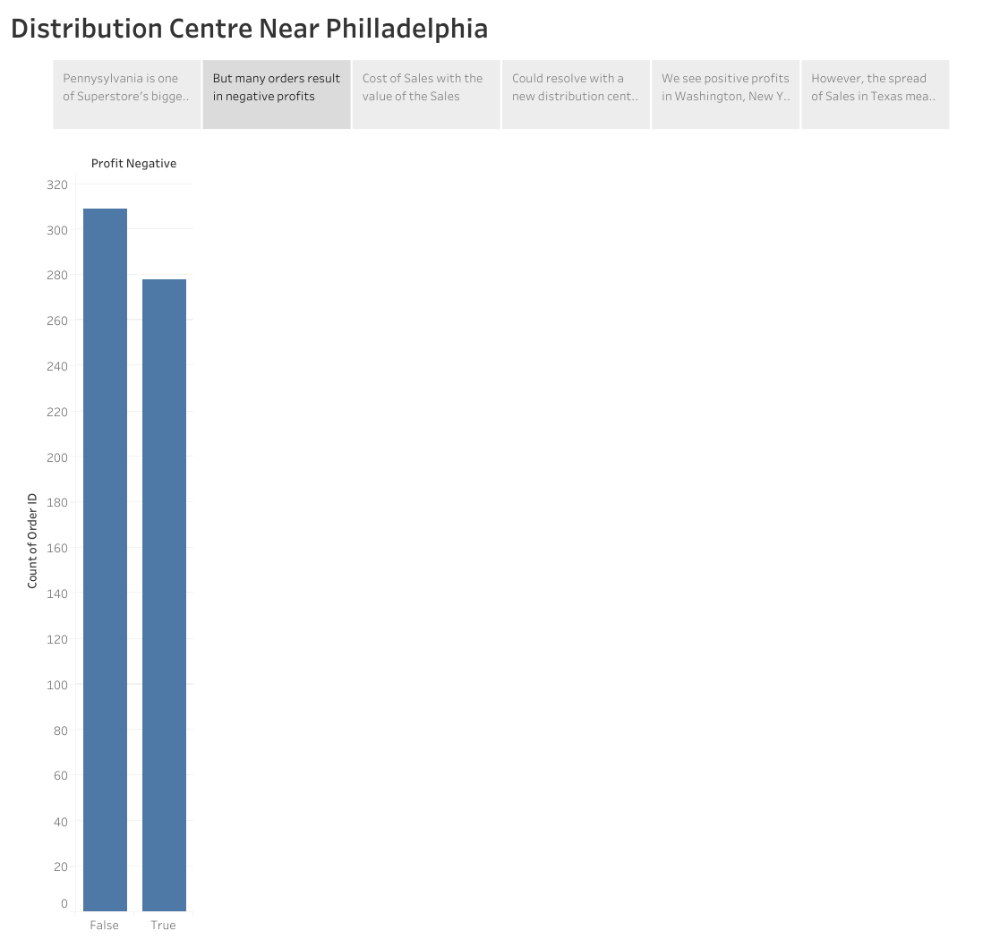 Distribution Centre Near Philladelphia
Pennysylvania is one
of Superstore's bigge..
But many orders result
in negative profits
Cost of Sales with the
value of the Sales
Could resolve with a
new distribution cent..
We see positive profits
in Washington, New Y..
However, the spread
of Sales in Texas mea..
Profit Negative
320
300
280
260
240
220
200
180
160
140
120
100
80
60
40
20
0
Count of Order ID
False
True